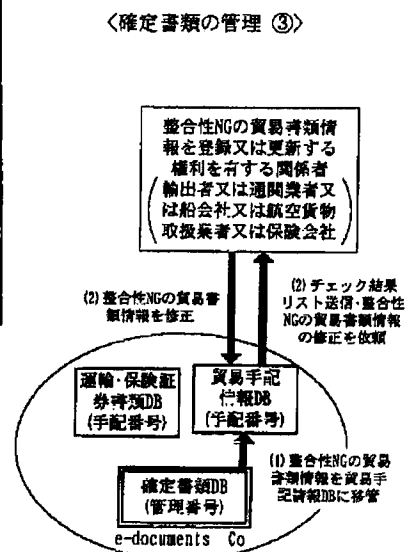 〈確定書類の管理 ③〉
整合性NGの貿易書類情
報を登録又は更新する
権利を有する関係者
輸出者又は通関業者又
は船会社又は航空貨物
取扱業者又は保険会社
(2) 整合性NGの貿易書
類情報を修正
(2) チェック結果
リスト送信・整合性
NGの貿易書類情報
の修正を依頼
運輸・保険証
券書類DB
(手配番号)
貿易手配
情報DB
(手配番号)
(1) 整合性NGの貿易
書類情報を貿易手
配情報DBに移管
確定書類DB
(管理番号)
e-documents Co